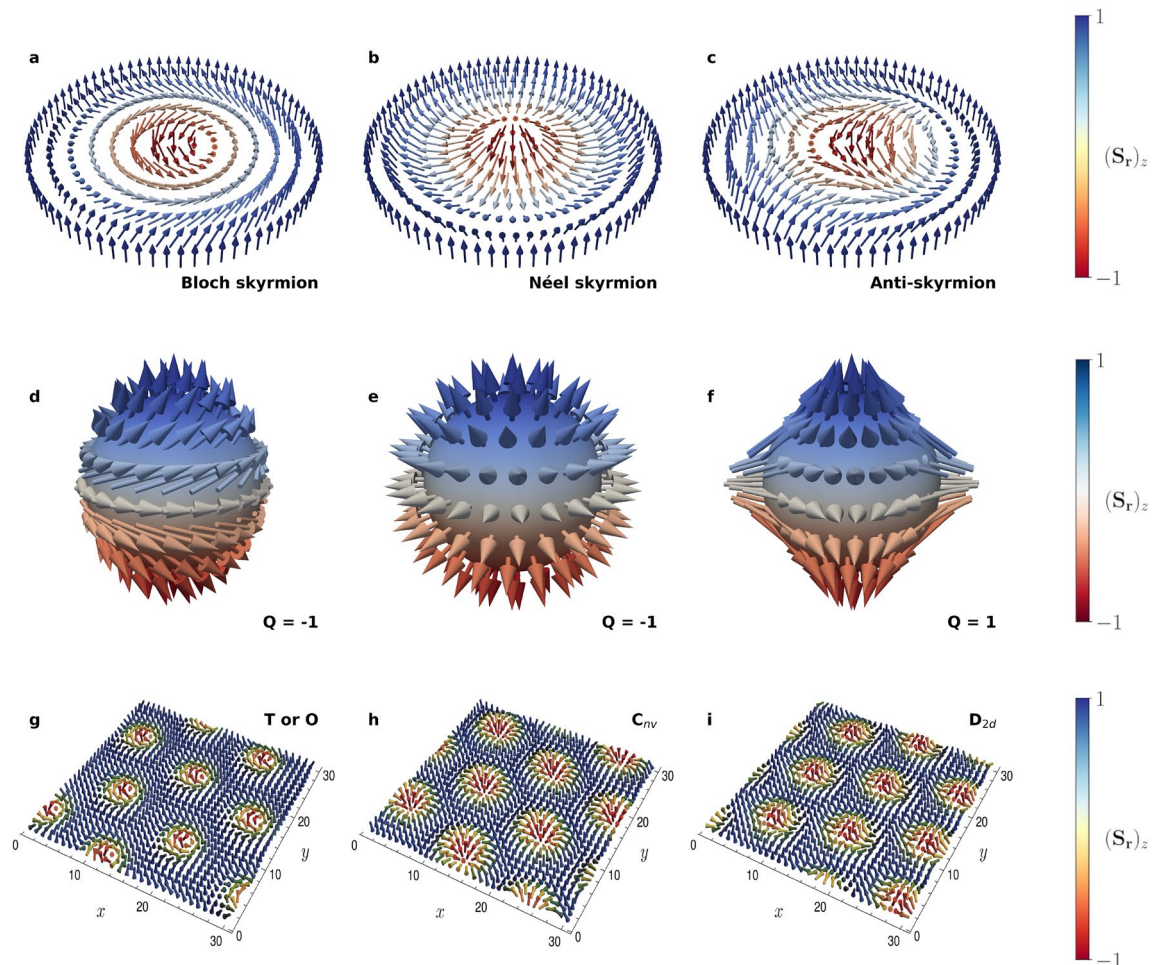 a
b
c
1
(S_r)_z
−1
Bloch skyrmion
Néel skyrmion
Anti-skyrmion
d
e
f
1
(S_r)_z
−1
Q = -1
Q = -1
Q = 1
g
T or O
h
C_nv
i
D_2d
1
(S_r)_z
−1
0
10
20
30
x
0
10
20
30
y
0
10
20
30
x
0
10
20
30
y
0
10
20
30
x
0
10
20
30
y